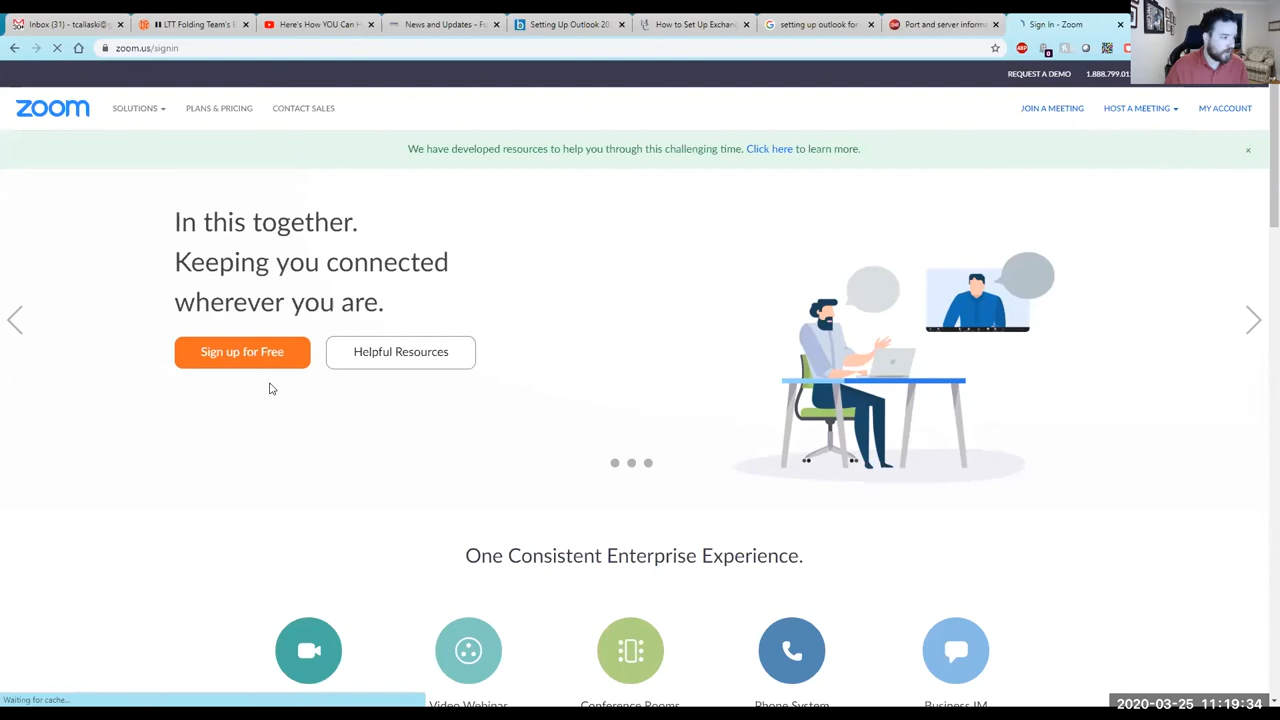 Inbox (31) - tcaliask@g
LTT Folding Team's
Here's How YOU Can H
News and Updates - F
Setting Up Outlook 20
How to Set Up Exchan
setting up outlook for
Port and server informa
Sign In - Zoom
zoom.us/signin
REQUEST A DEMO 1.888.799.01
zoom SOLUTIONS PLANS & PRICING CONTACT SALES JOIN A MEETING HOST A MEETING MY ACCOUNT
We have developed resources to help you through this challenging time. Click here to learn more.
In this together.
Keeping you connected
wherever you are.
Sign up for Free
Helpful Resources
One Consistent Enterprise Experience.
Video Webinar Conference Rooms Phone System Business IM
Waiting for cache...
2020-03-25 11:19:34